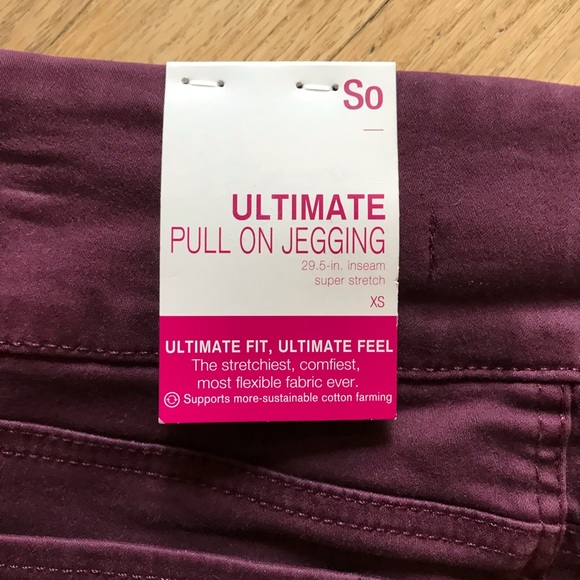 So
ULTIMATE
PULL ON JEGGING
29.5-in. inseam
super stretch
XS
ULTIMATE FIT, ULTIMATE FEEL
The stretchiest, comfiest,
most flexible fabric ever.
Supports more-sustainable cotton farming